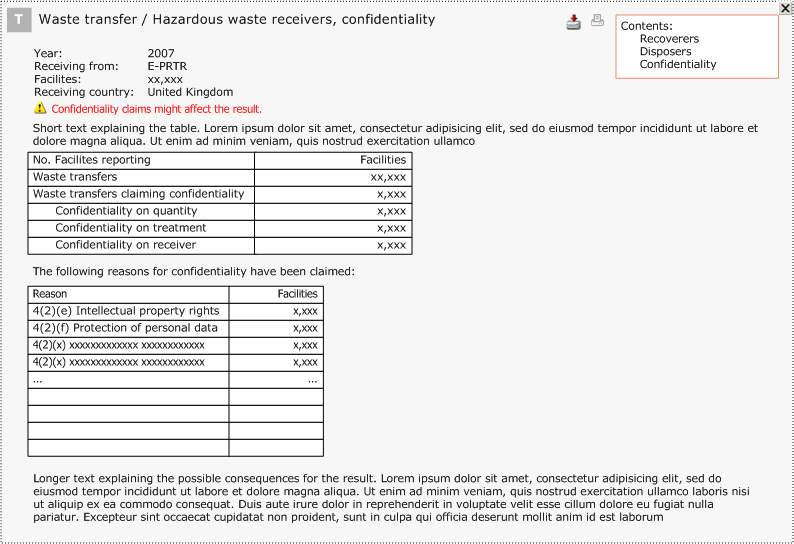 T Waste transfer / Hazardous waste receivers, confidentiality
Contents:
Recoverers
Disposers
Confidentiality
Year: 2007
Receiving from: E-PRTR
Facilites: xx,xxx
Receiving country: United Kingdom
Confidentiality claims might affect the result.
Short text explaining the table. Lorem ipsum dolor sit amet, consectetur adipisicing elit, sed do eiusmod tempor incididunt ut labore et
dolore magna aliqua. Ut enim ad minim veniam, quis nostrud exercitation ullamco
No. Facilites reporting Facilities
Waste transfers xx,xxx
Waste transfers claiming confidentiality x,xxx
Confidentiality on quantity x,xxx
Confidentiality on treatment x,xxx
Confidentiality on receiver x,xxx
The following reasons for confidentiality have been claimed:
Reason Facilities
4(2)(e) Intellectual property rights x,xxx
4(2)(f) Protection of personal data x,xxx
4(2)(x) xxxxxxxxxxxxx xxxxxxxxxxxx x,xxx
4(2)(x) xxxxxxxxxxxxx xxxxxxxxxxxx x,xxx
... ...
Longer text explaining the possible consequences for the result. Lorem ipsum dolor sit amet, consectetur adipisicing elit, sed do
eiusmod tempor incididunt ut labore et dolore magna aliqua. Ut enim ad minim veniam, quis nostrud exercitation ullamco laboris nisi
ut aliquip ex ea commodo consequat. Duis aute irure dolor in reprehenderit in voluptate velit esse cillum dolore eu fugiat nulla
pariatur. Excepteur sint occaecat cupidatat non proident, sunt in culpa qui officia deserunt mollit anim id est laborum